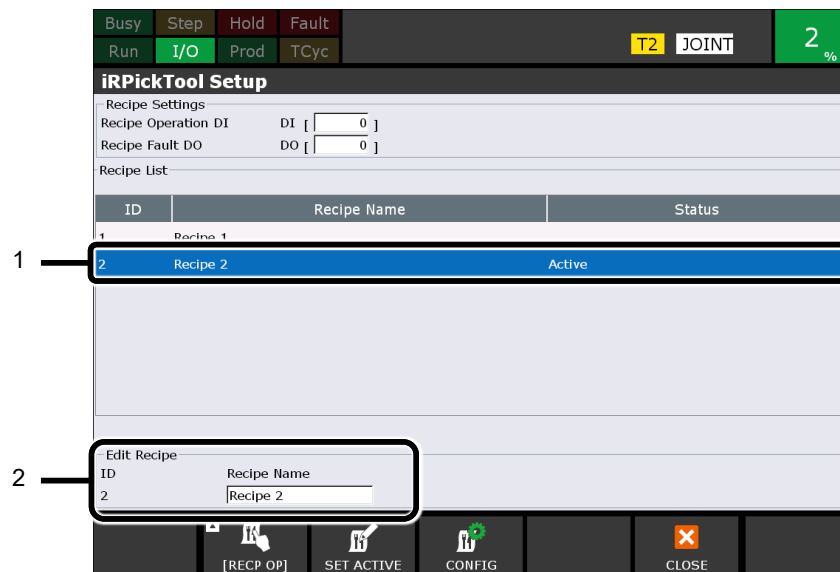 Busy Step Hold Fault
Run I/O Prod TCyc
T2 JOINT 2 %
iRPickTool Setup
Recipe Settings
Recipe Operation DI DI [ 0 ]
Recipe Fault DO DO [ 0 ]
Recipe List
ID Recipe Name Status
1 Recipe 1
1
2 Recipe 2 Active
Edit Recipe
ID Recipe Name
2
2 Recipe 2
[RECP OP] SET ACTIVE CONFIG CLOSE